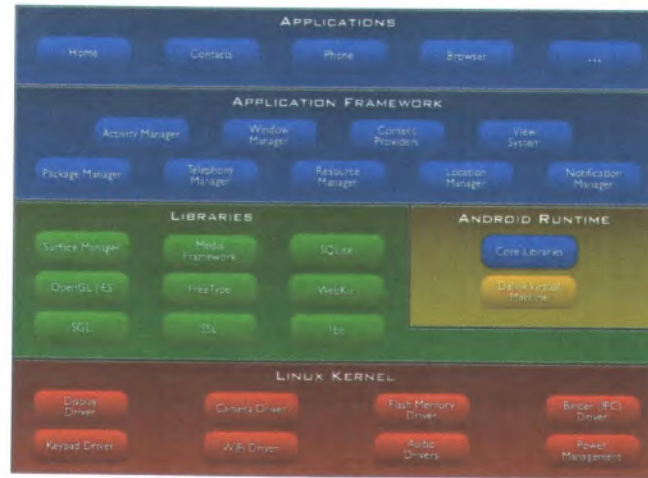 APPLICATIONS
Home Contacts Phone Browser ...
APPLICATION FRAMEWORK
Activity Manager Window Manager Content Providers View System
Package Manager Telephony Manager Resource Manager Location Manager Notification Manager
LIBRARIES
Surface Manager Media Framework SQLite
OpenGL | ES FreeType WebKit
SGL SSL libc
ANDROID RUNTIME
Core Libraries
Dalvik Virtual Machine
LINUX KERNEL
Display Driver Camera Driver Flash Memory Driver Binder (IPC) Driver
Keypad Driver WiFi Driver Audio Drivers Power Management